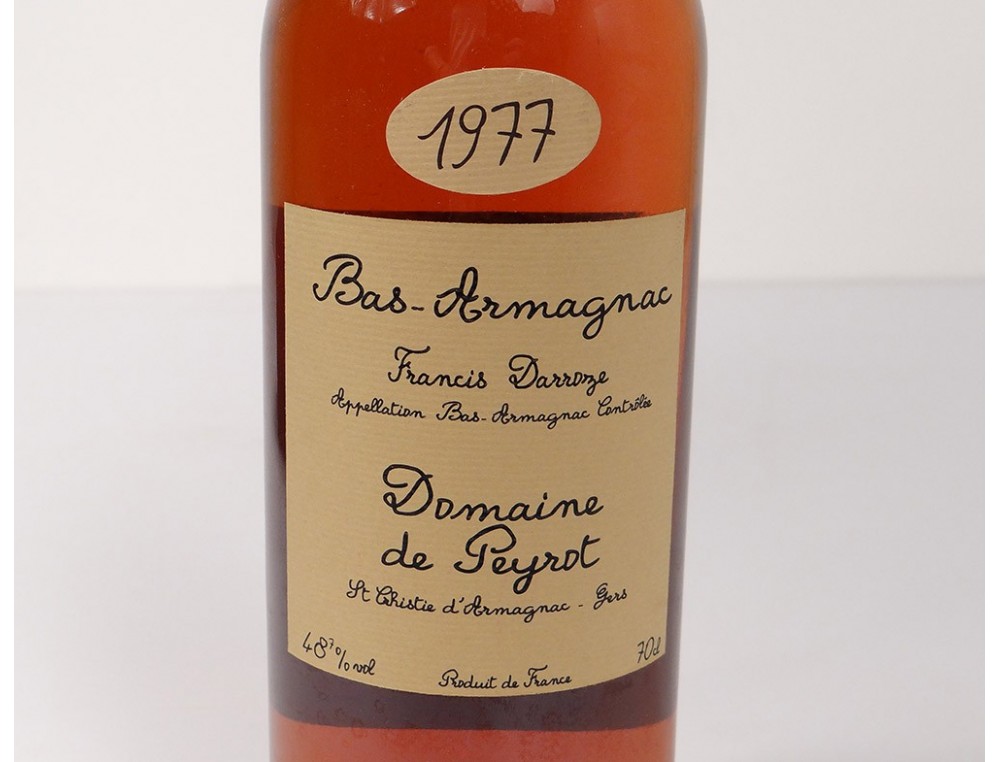 1977
Bas-Armagnac
Francis Darroze
Appellation Bas-Armagnac Contrôlée
Domaine
de Peyrot
St Christie d'Armagnac - Gers
48⁷% vol
70cl
Produit de France